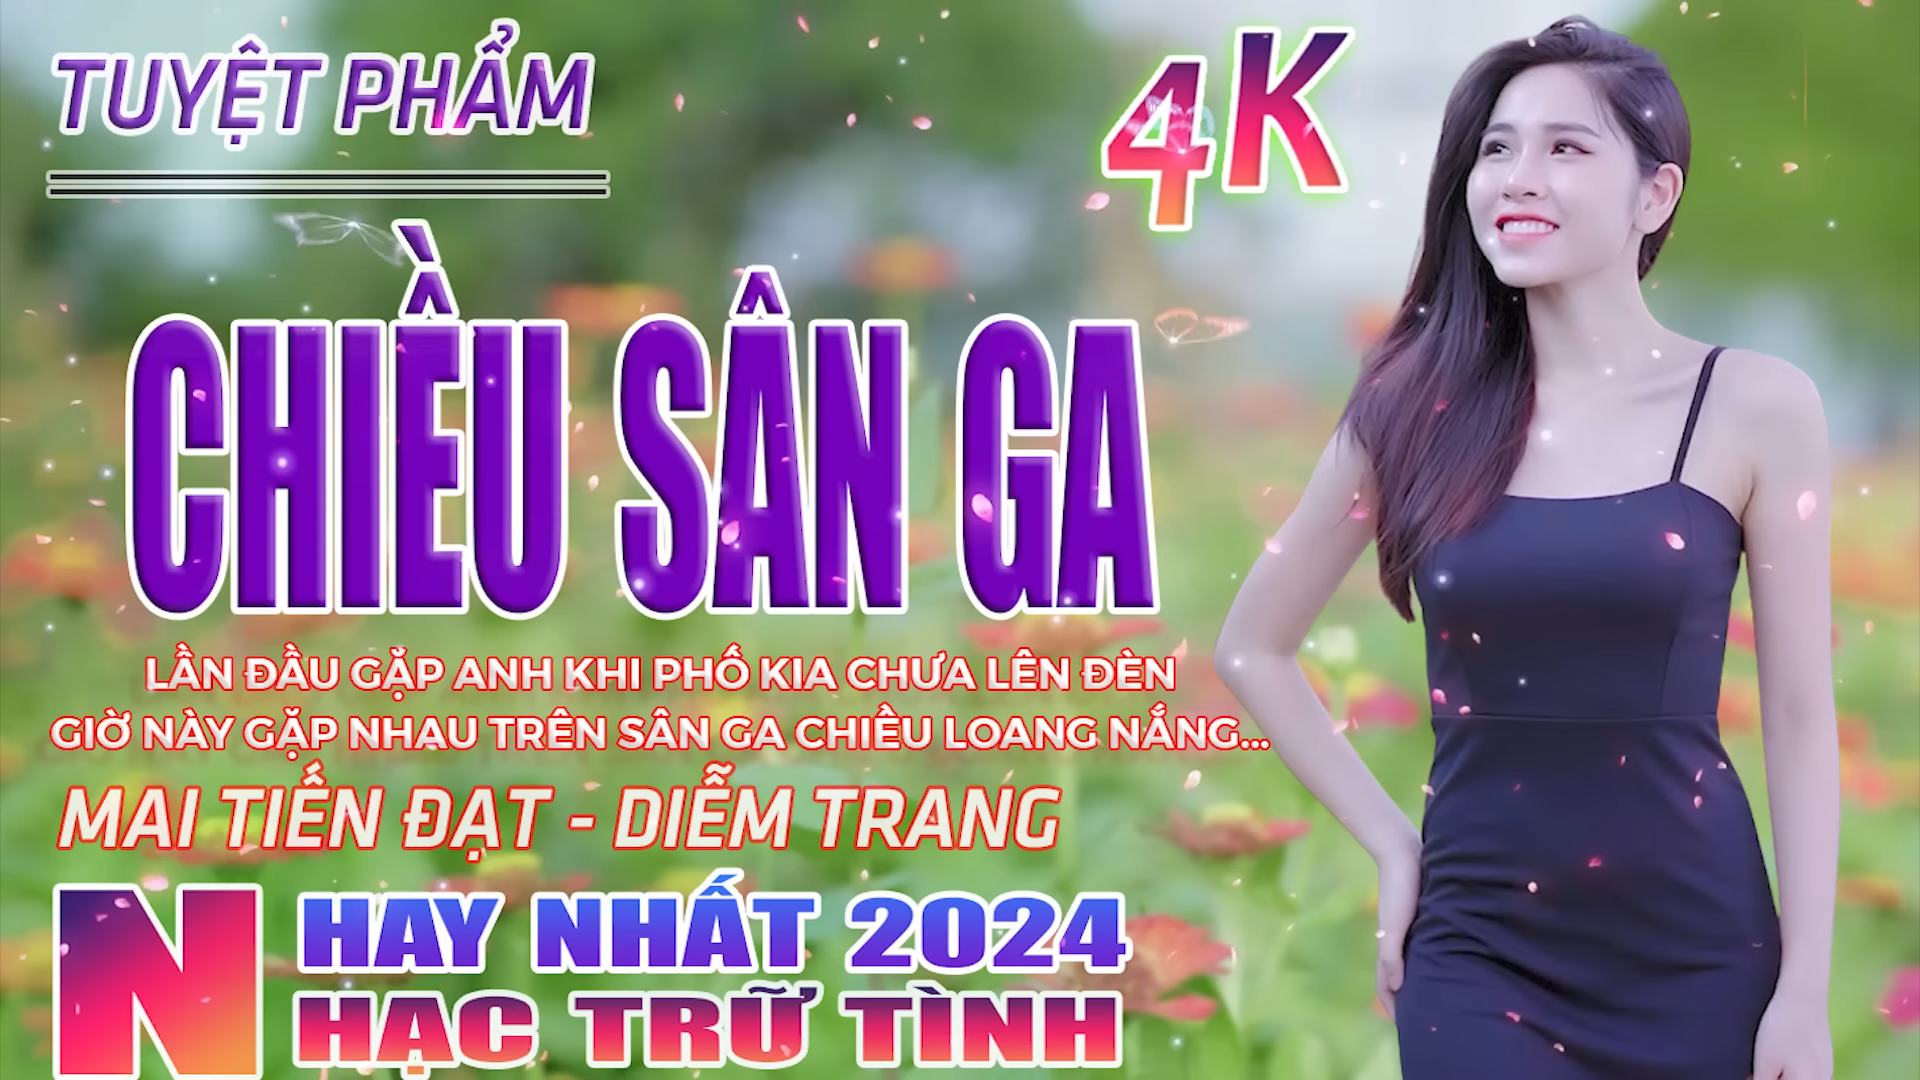 TUYỆT PHẨM
4K
CHIỀU SÂN GA
LẦN ĐẦU GẶP ANH KHI PHỐ KIA CHƯA LÊN ĐÈN
GIỜ NÀY GẶP NHAU TRÊN SÂN GA CHIỀU LOANG NẮNG...
MAI TIẾN ĐẠT - DIỄM TRANG
N HAY NHẤT 2024
HẠC TRỮ TÌNH